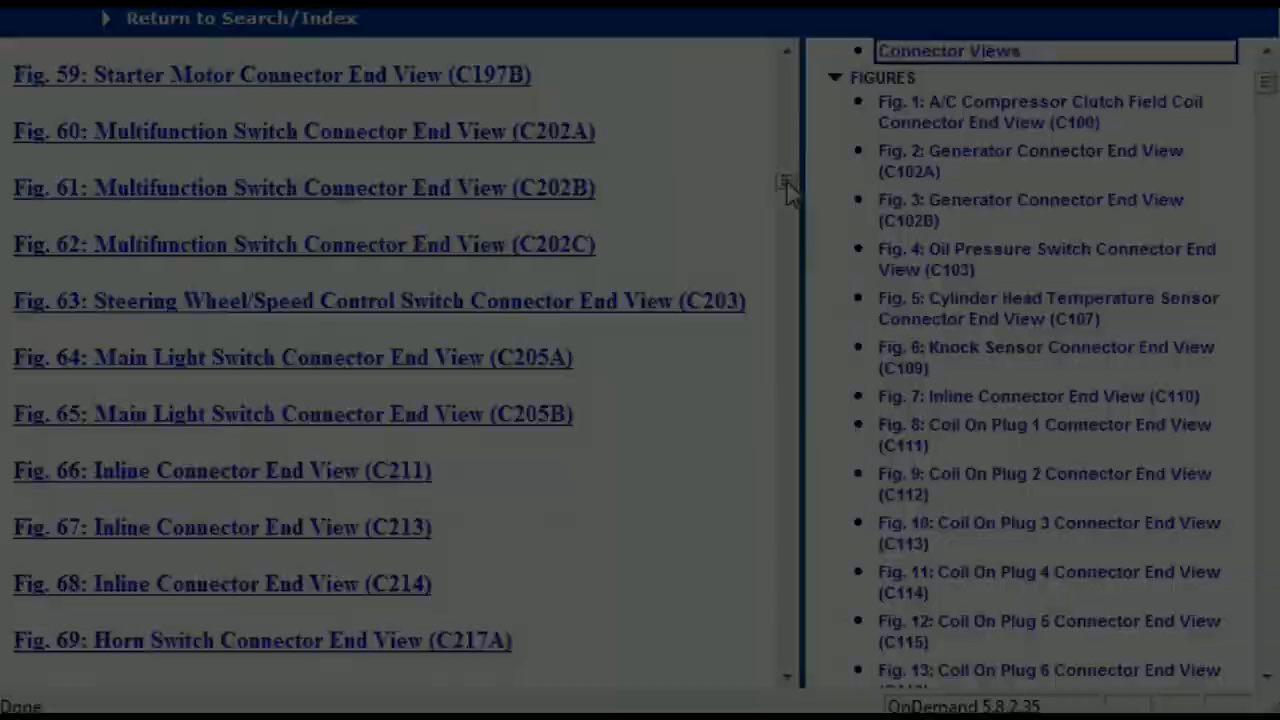 Return to Search/Index
Fig. 59: Starter Motor Connector End View (C197B)
Fig. 60: Multifunction Switch Connector End View (C202A)
Fig. 61: Multifunction Switch Connector End View (C202B)
Fig. 62: Multifunction Switch Connector End View (C202C)
Fig. 63: Steering Wheel/Speed Control Switch Connector End View (C203)
Fig. 64: Main Light Switch Connector End View (C205A)
Fig. 65: Main Light Switch Connector End View (C205B)
Fig. 66: Inline Connector End View (C211)
Fig. 67: Inline Connector End View (C213)
Fig. 68: Inline Connector End View (C214)
Fig. 69: Horn Switch Connector End View (C217A)
Connector Views
FIGURES
Fig. 1: A/C Compressor Clutch Field Coil
Connector End View (C100)
Fig. 2: Generator Connector End View
(C102A)
Fig. 3: Generator Connector End View
(C102B)
Fig. 4: Oil Pressure Switch Connector End
View (C103)
Fig. 5: Cylinder Head Temperature Sensor
Connector End View (C107)
Fig. 6: Knock Sensor Connector End View
(C109)
Fig. 7: Inline Connector End View (C110)
Fig. 8: Coil On Plug 1 Connector End View
(C111)
Fig. 9: Coil On Plug 2 Connector End View
(C112)
Fig. 10: Coil On Plug 3 Connector End View
(C113)
Fig. 11: Coil On Plug 4 Connector End View
(C114)
Fig. 12: Coil On Plug 5 Connector End View
(C115)
Fig. 13: Coil On Plug 6 Connector End View
Done
OnDemand 5.8.2.35